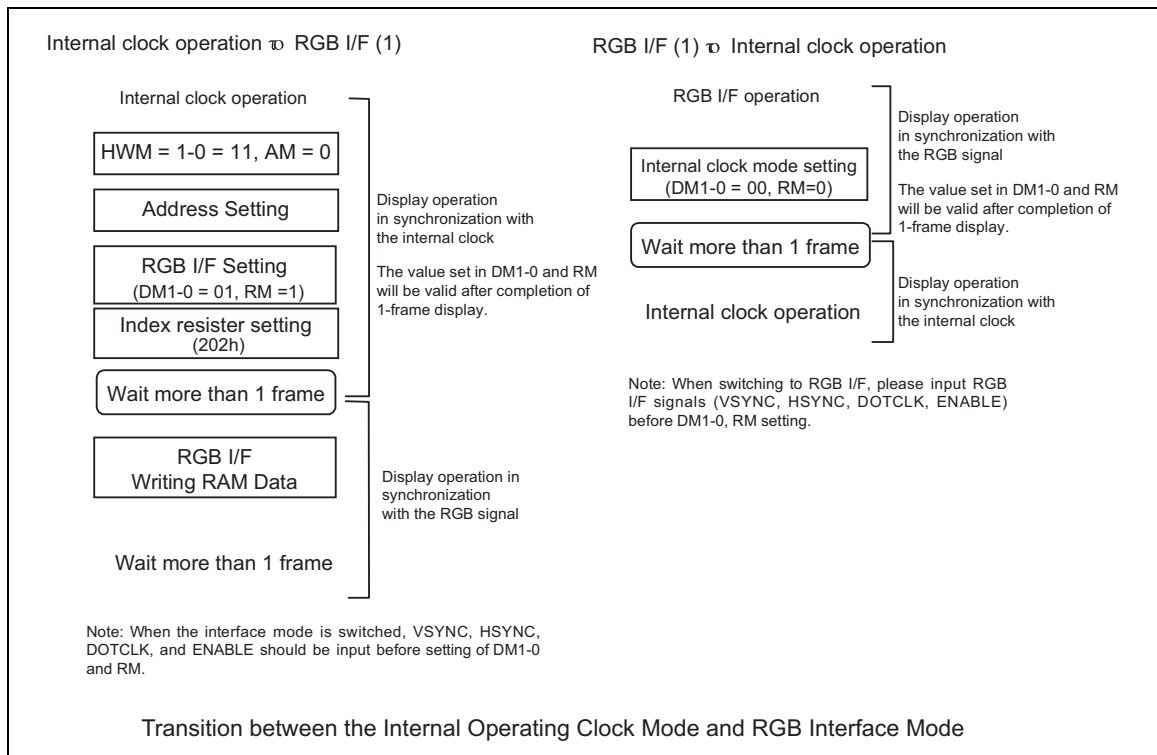 Internal clock operation το RGB I/F (1)
Internal clock operation
HWM = 1-0 = 11, AM = 0
Address Setting
RGB I/F Setting
(DM1-0 = 01, RM =1)
Index resister setting
(202h)
Wait more than 1 frame
RGB I/F
Writing RAM Data
Wait more than 1 frame
Display operation
in synchronization with
the internal clock
The value set in DM1-0 and RM
will be valid after completion of
1-frame display.
Display operation in
synchronization
with the RGB signal
Note: When the interface mode is switched, VSYNC, HSYNC,
DOTCLK, and ENABLE should be input before setting of DM1-0
and RM.
RGB I/F (1) το Internal clock operation
RGB I/F operation
Internal clock mode setting
(DM1-0 = 00, RM=0)
Wait more than 1 frame
Internal clock operation
Display operation
in synchronization with
the RGB signal
The value set in DM1-0 and RM
will be valid after completion of
1-frame display.
Display operation
in synchronization with
the internal clock
Note: When switching to RGB I/F, please input RGB
I/F signals (VSYNC, HSYNC, DOTCLK, ENABLE)
before DM1-0, RM setting.
Transition between the Internal Operating Clock Mode and RGB Interface Mode